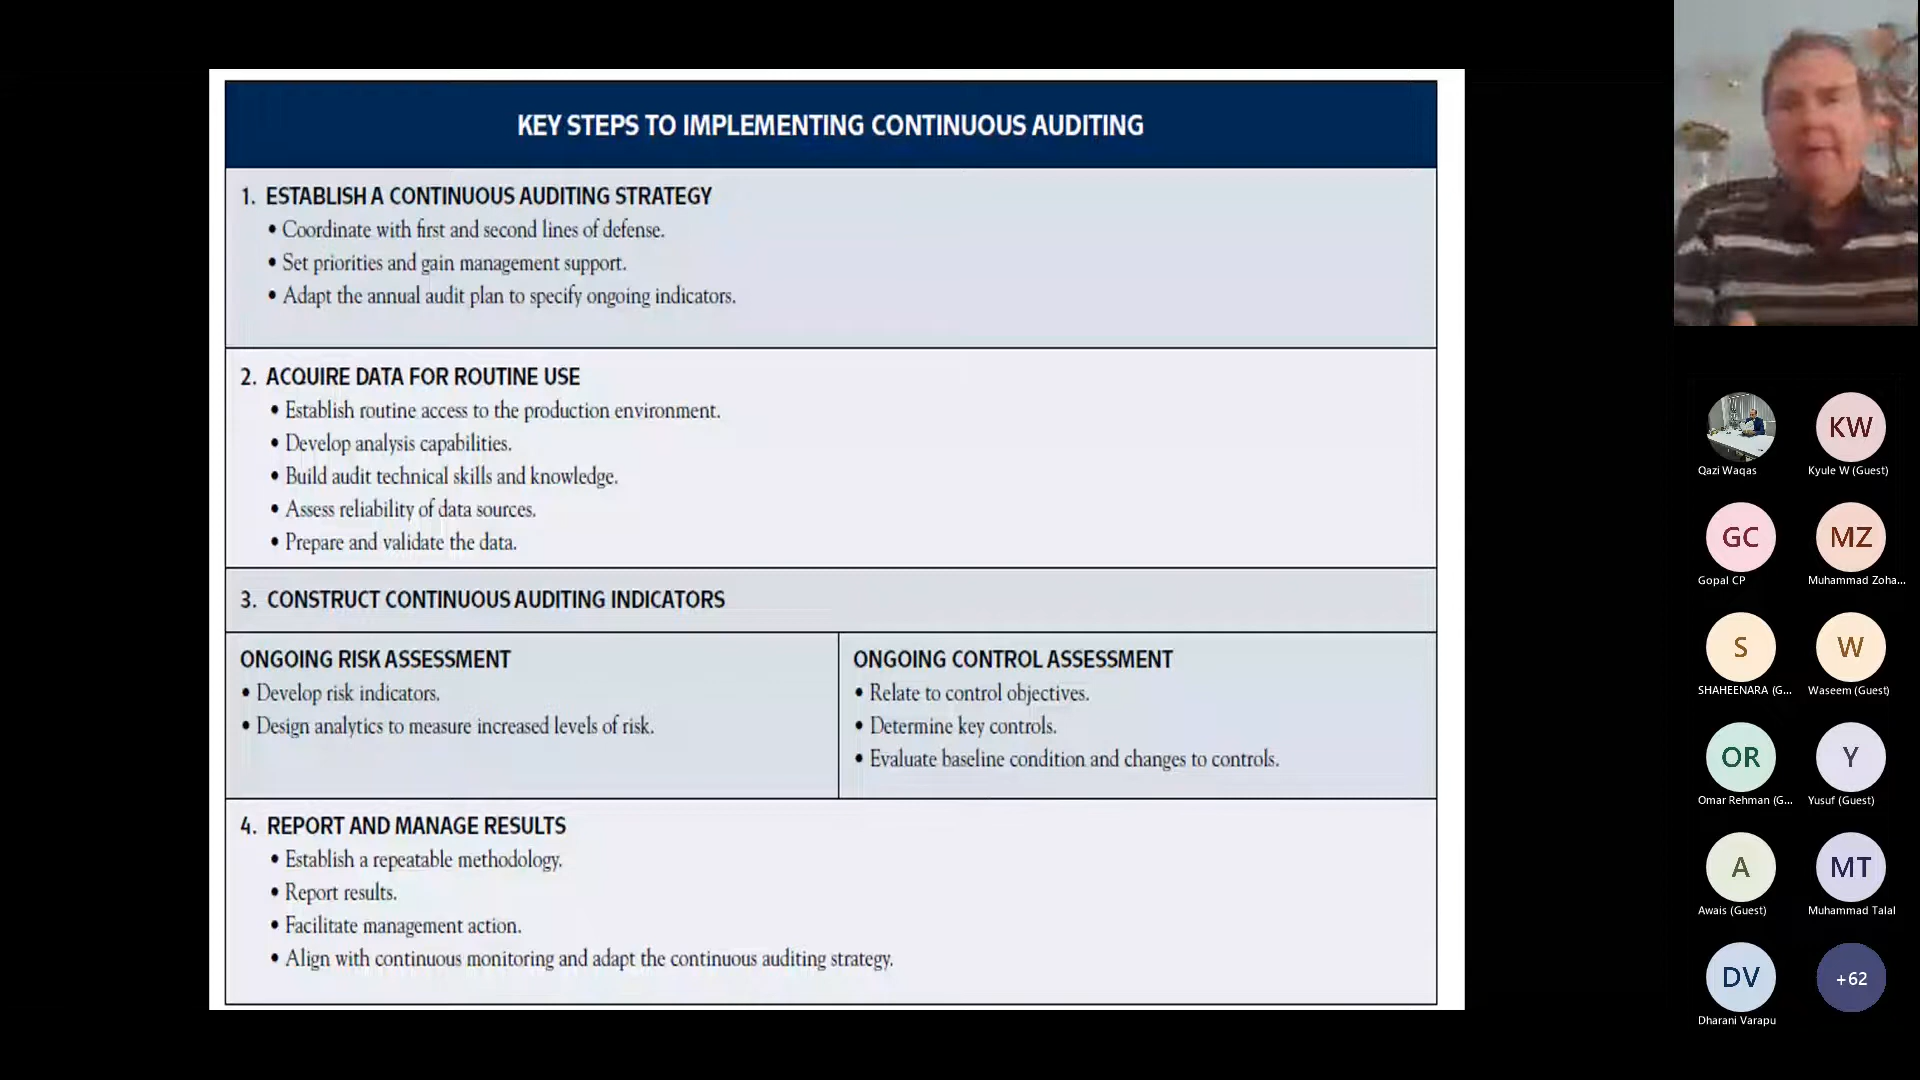 KEY STEPS TO IMPLEMENTING CONTINUOUS AUDITING
1. ESTABLISH A CONTINUOUS AUDITING STRATEGY
• Coordinate with first and second lines of defense.
• Set priorities and gain management support.
• Adapt the annual audit plan to specify ongoing indicators.
2. ACQUIRE DATA FOR ROUTINE USE
• Establish routine access to the production environment.
• Develop analysis capabilities.
• Build audit technical skills and knowledge.
• Assess reliability of data sources.
• Prepare and validate the data.
3. CONSTRUCT CONTINUOUS AUDITING INDICATORS
ONGOING RISK ASSESSMENT
• Develop risk indicators.
• Design analytics to measure increased levels of risk.
ONGOING CONTROL ASSESSMENT
• Relate to control objectives.
• Determine key controls.
• Evaluate baseline condition and changes to controls.
4. REPORT AND MANAGE RESULTS
• Establish a repeatable methodology.
• Report results.
• Facilitate management action.
• Align with continuous monitoring and adapt the continuous auditing strategy.
Qazi Waqas
KW
Kyule W (Guest)
GC
Gopal CP
MZ
Muhammad Zoha...
S
SHAHEENARA (G...
W
Waseem (Guest)
OR
Omar Rehman (G...
Y
Yusuf (Guest)
A
Awais (Guest)
MT
Muhammad Talal
DV
Dharani Varapu
+62